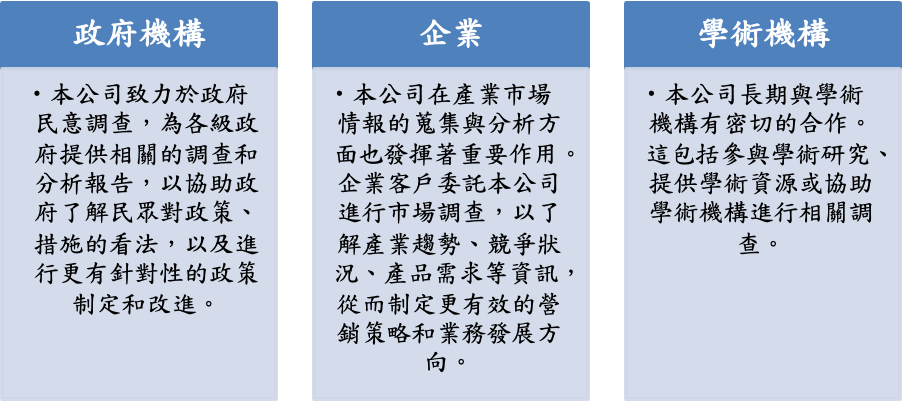 政府機構
・本公司致力於政府
民意調查，為各級政
府提供相關的調查和
分析報告，以協助政
府了解民眾對政策、
措施的看法，以及進
行更有針對性的政策
制定和改進。
企業
・本公司在產業市場
情報的蒐集與分析方
面也發揮著重要作用。
企業客戶委託本公司
進行市場調查，以了
解產業趨勢、競爭狀
況、產品需求等資訊，
從而制定更有效的營
銷策略和業務發展方
向。
學術機構
・本公司長期與學術
機構有密切的合作。
這包括參與學術研究、
提供學術資源或協助
學術機構進行相關調
查。